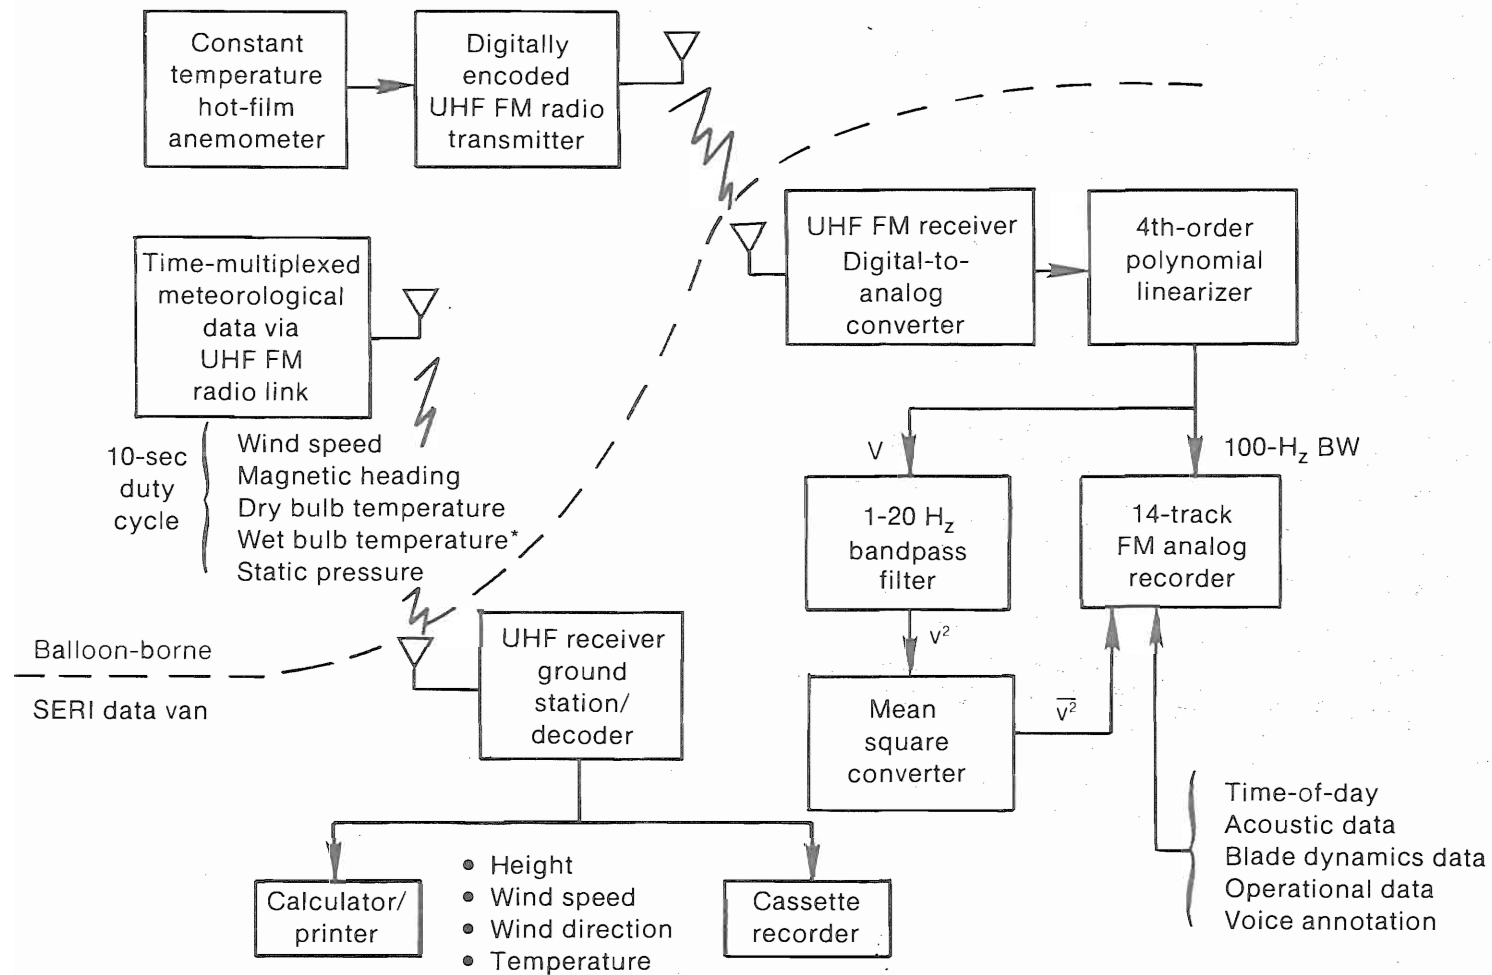 Constant
temperature
hot-film
anemometer
Digitally
encoded
UHF FM radio
transmitter
UHF FM receiver
Digital-to-
analog
converter
4th-order
polynomial
linearizer
Time-multiplexed
meteorological
data via
UHF FM
radio link
10-sec
duty
cycle
Wind speed
Magnetic heading
Dry bulb temperature
Wet bulb temperature*
Static pressure
V
100-Hz BW
1-20 Hz
bandpass
filter
14-track
FM analog
recorder
v²
Balloon-borne
SERI data van
UHF receiver
ground
station/
decoder
Mean
square
converter
v̅²
Time-of-day
Acoustic data
Blade dynamics data
Operational data
Voice annotation
Calculator/
printer
• Height
• Wind speed
• Wind direction
• Temperature
Cassette
recorder